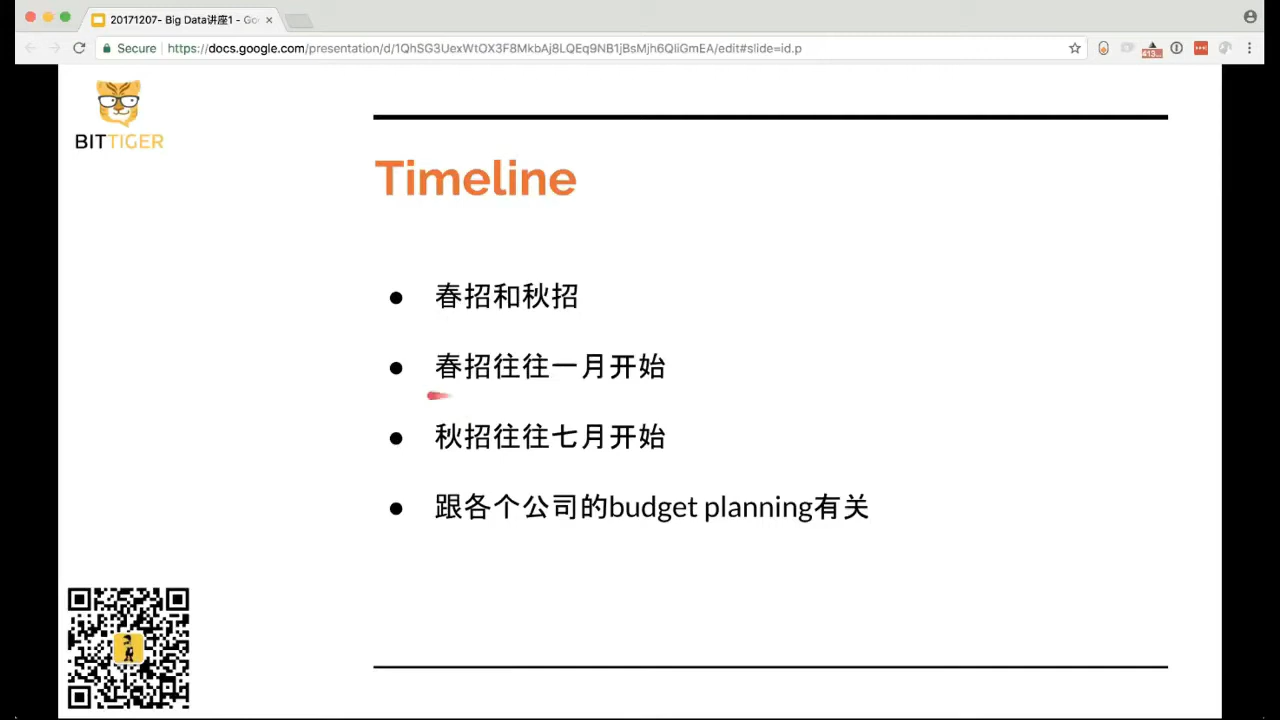 20171207- Big Data讲座1 - Goo
Secure https://docs.google.com/presentation/d/1QhSG3UexWtOX3F8MkbAj8LQEq9NB1jBsMjh6QliGmEA/edit#slide=id.p
BITTIGER
Timeline
● 春招和秋招
● 春招往往一月开始
● 秋招往往七月开始
● 跟各个公司的budget planning有关